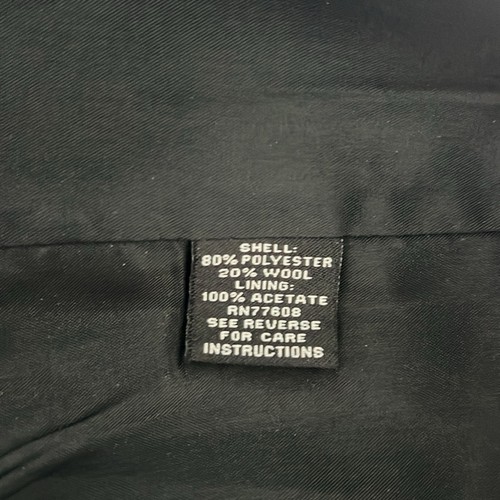 SHELL:
80% POLYESTER
20% WOOL
LINING:
100% ACETATE
RN77608
SEE REVERSE
FOR CARE
INSTRUCTIONS